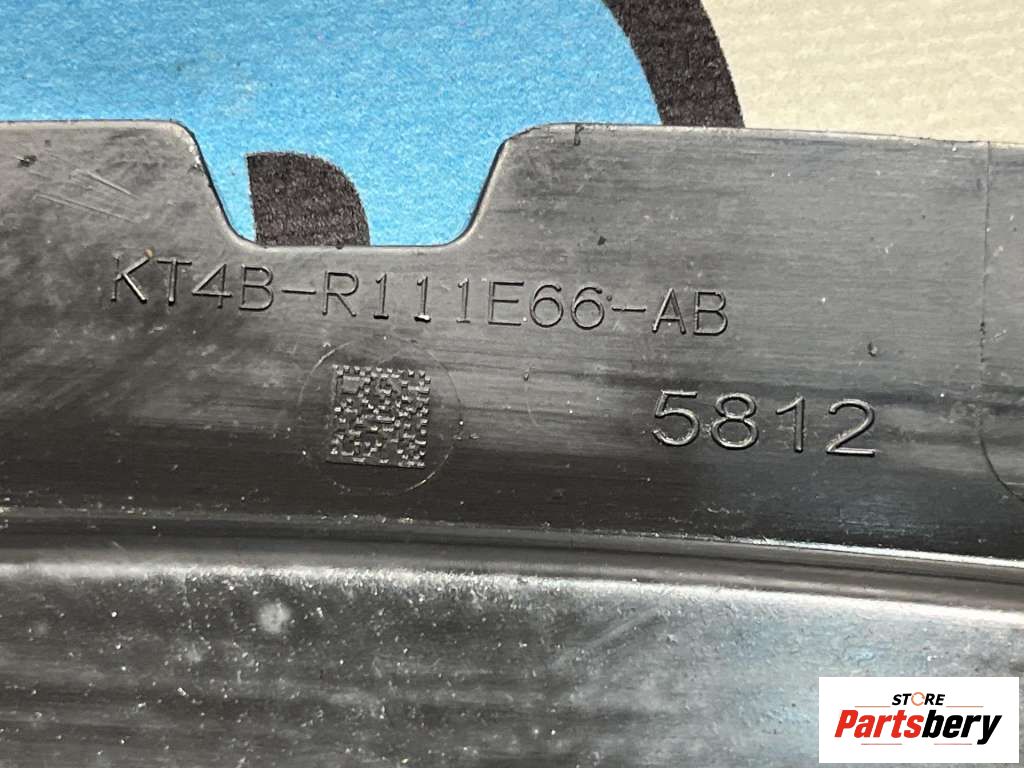 KT4B-R111E66-AB
5812
STORE
Partsbery